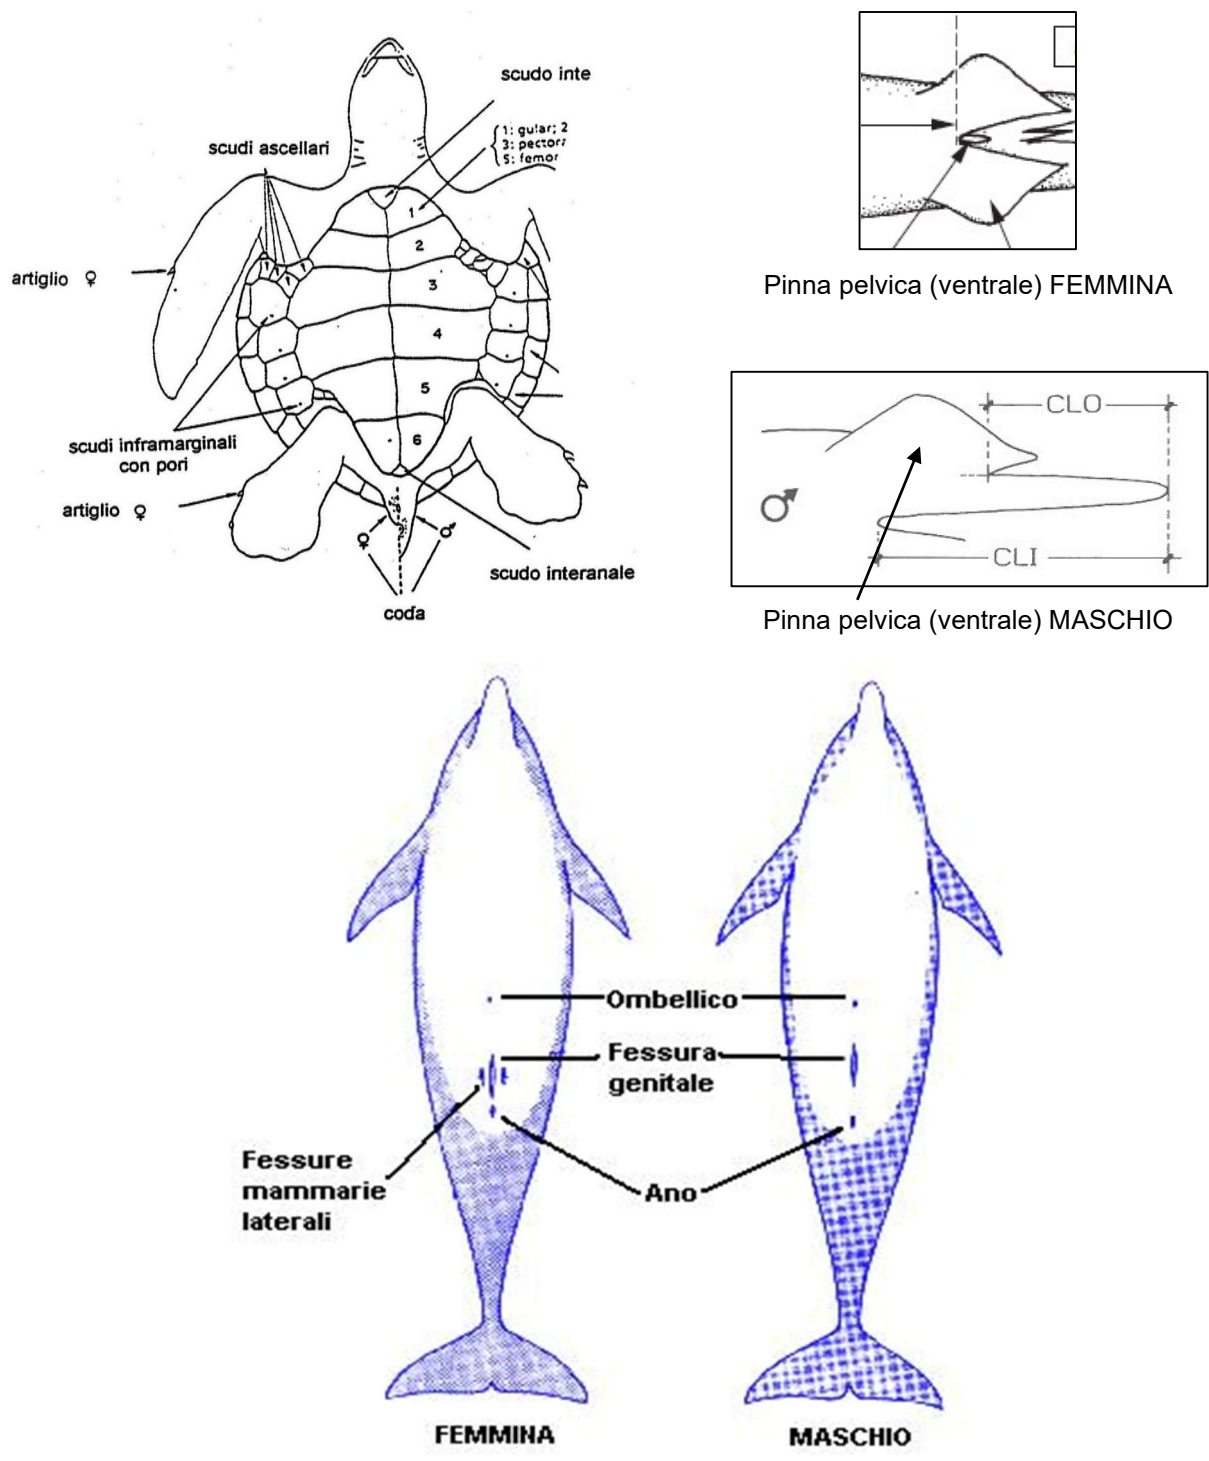 scudo inte
1: gular; 2
3: pector
5: femor
scudi ascellari
artiglio ♀
1
2
3
4
5
6
scudi inframarginali
con pori
artiglio ♀
♀
♂
scudo interanale
coda
Pinna pelvica (ventrale) FEMMINA
CLO
♂
CLI
Pinna pelvica (ventrale) MASCHIO
Ombellico
Fessura
genitale
Fessure
mammarie
laterali
Ano
FEMMINA
MASCHIO